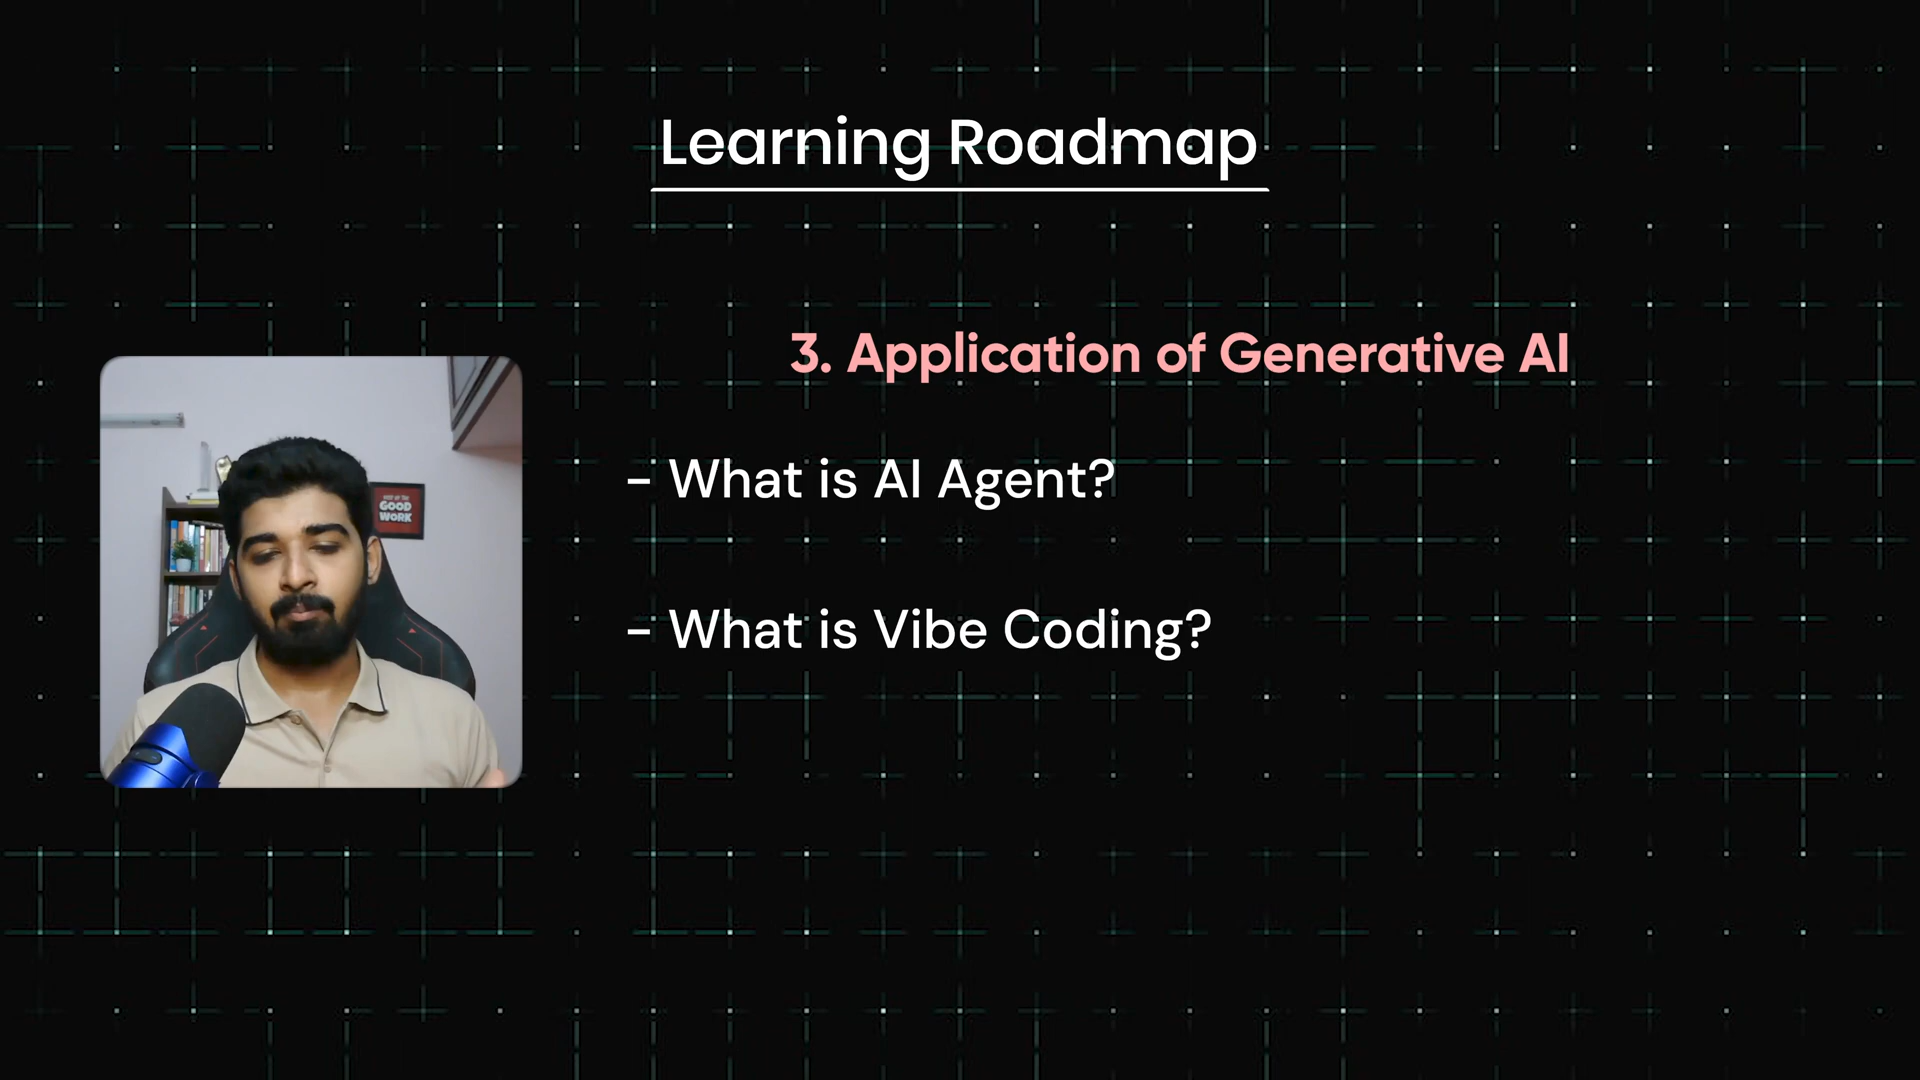 Learning Roadmap
3. Application of Generative AI
- What is AI Agent?
GOOD
WORK
- What is Vibe Coding?